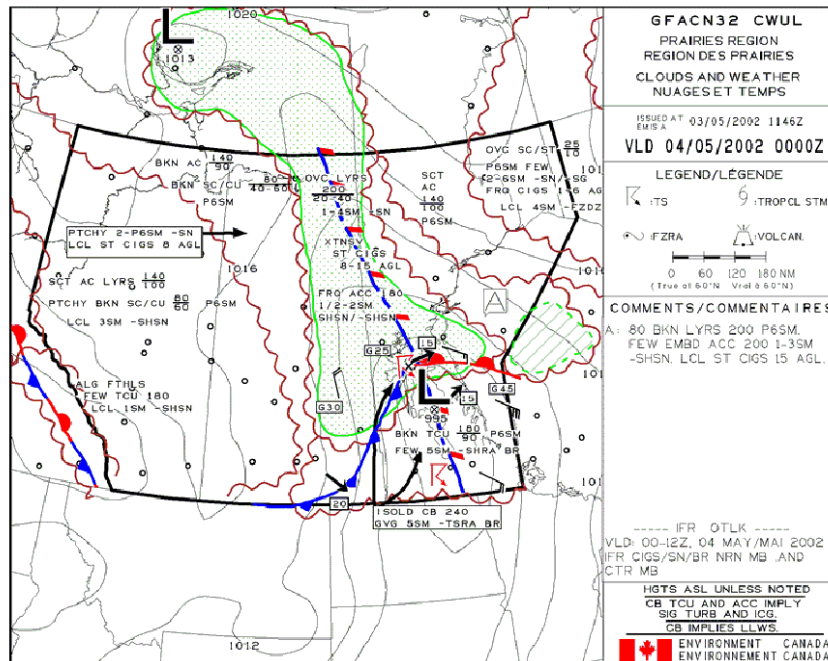 GFACN32 CWUL
PRAIRIES REGION
REGION DES PRAIRIES
CLOUDS AND WEATHER
NUAGES ET TEMPS
ISSUED AT 03/05/2002 1146Z
EMIS A
VLD 04/05/2002 0000Z
LEGEND/LÉGENDE
:TS
:TROPCL STM
:FZRA
:VOLCAN.
0 60 120 180 NM
(True at 60°N Vrai à 60°N)
COMMENTS/COMMENTAIRES
A: 80 BKN LYRS 200 P6SM.
FEW EMBD ACC 200 1-3SM
-SHSN. LCL ST CIGS 15 AGL.
----- IFR OTLK -----
VLD: 00-12Z, 04 MAY/MAI 2002
IFR CIGS/SN/BR NRN MB AND
CTR MB
HGTS ASL UNLESS NOTED
CB TCU AND ACC IMPLY
SIG TURB AND ICG.
CB IMPLIES LLWS.
ENVIRONMENT CANADA
ENVIRONNEMENT CANADA
1020
L
1013
BKN AC 140
90
BKN SC/CU 80
40-60
P6SM
OVC LYRS
200
20-40
1-4SM -SN
SCT
AC
140
100
P6SM
OVC SC/ST
P6SM FEW
LCL 4SM -FZDZ
PTCHY 2-P6SM -SN
LCL ST CIGS 8 AGL
XTNSV
ST CIGS
8-15 AGL
1016
SCT AC LYRS 140
100
PTCHY BKN SC/CU 80
60
P6SM
LCL 3SM -SHSN
FRQ ACC 180
1/2-2SM
SHSN/-SHSN
A
ALG FTHLS
FEW TCU 180
LCL 1SM -SHSN
G25
15
G30
G45
L
15
995
BKN TCU 180
90
P6SM
FEW 5SM -SHRA BR
20
ISOLD CB 240
GVG 5SM -TSRA BR
1012